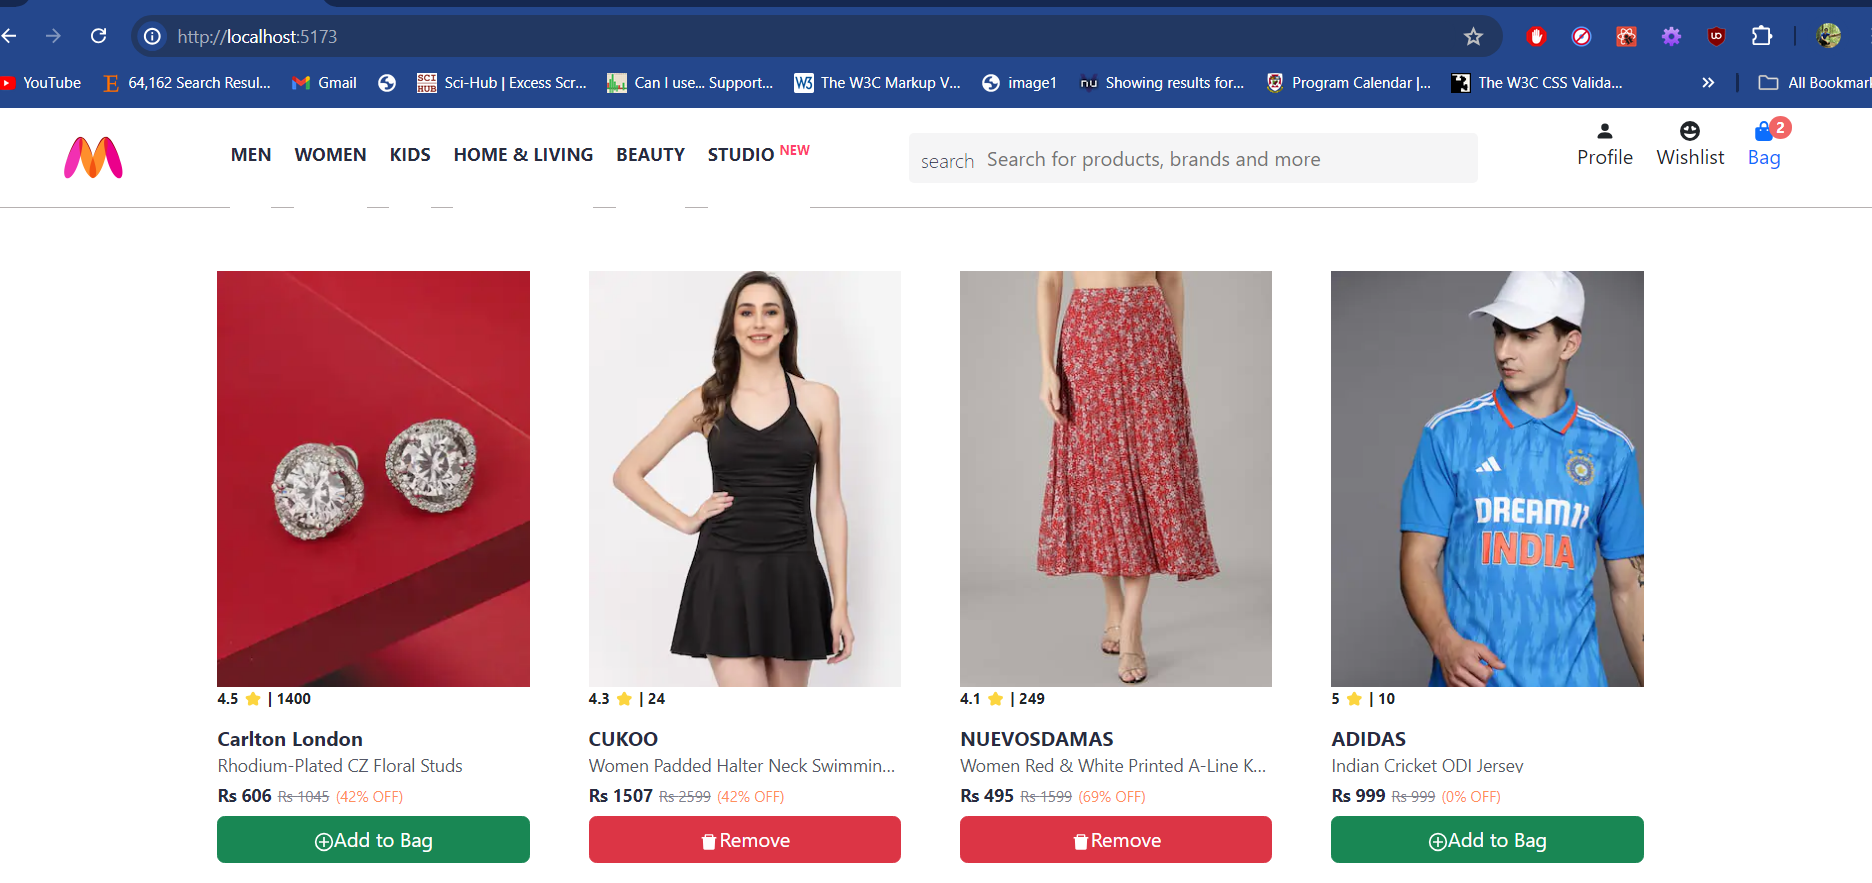 http://localhost:5173
YouTube 64,162 Search Resul... Gmail Sci-Hub | Excess Scr... Can I use... Support... The W3C Markup V... image1 Showing results for... Program Calendar |... The W3C CSS Valida... All Bookmar
MEN WOMEN KIDS HOME & LIVING BEAUTY STUDIO NEW
search Search for products, brands and more
Profile Wishlist Bag 2
DREAM11
INDIA
4.5 | 1400
Carlton London
Rhodium-Plated CZ Floral Studs
Rs 606 Rs 1045 (42% OFF)
Add to Bag
4.3 | 24
CUKOO
Women Padded Halter Neck Swimmin...
Rs 1507 Rs 2599 (42% OFF)
Remove
4.1 | 249
NUEVOSDAMAS
Women Red & White Printed A-Line K...
Rs 495 Rs 1599 (69% OFF)
Remove
5 | 10
ADIDAS
Indian Cricket ODI Jersey
Rs 999 Rs 999 (0% OFF)
Add to Bag